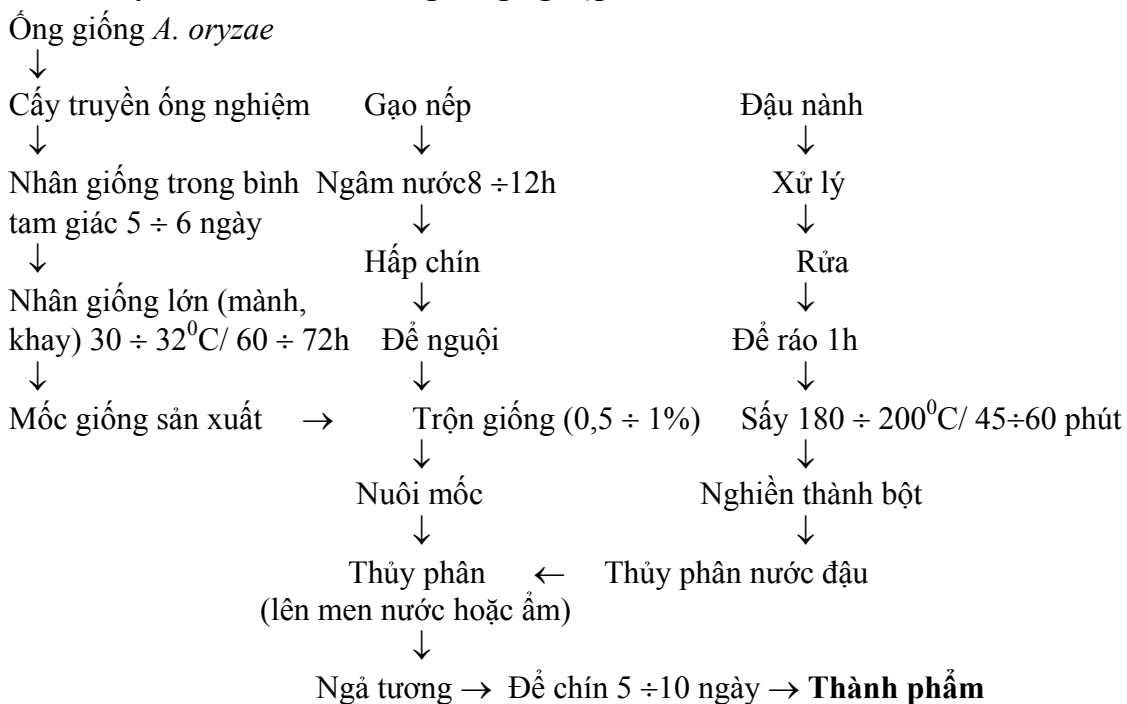 Ống giống A. oryzae
↓
Cấy truyền ống nghiệm Gạo nếp Đậu nành
↓ ↓ ↓
Nhân giống trong bình Ngâm nước8 ÷12h Xử lý
tam giác 5 ÷ 6 ngày ↓ ↓
↓ Hấp chín Rửa
Nhân giống lớn (mành, ↓ ↓
khay) 30 ÷ 32⁰C/ 60 ÷ 72h Để nguội Để ráo 1h
↓ ↓ ↓
Mốc giống sản xuất → Trộn giống (0,5 ÷ 1%) Sấy 180 ÷ 200⁰C/ 45÷60 phút
↓ ↓
Nuôi mốc Nghiền thành bột
↓ ↓
Thủy phân ← Thủy phân nước đậu
(lên men nước hoặc ẩm)
↓
Ngả tương → Để chín 5 ÷10 ngày → Thành phẩm